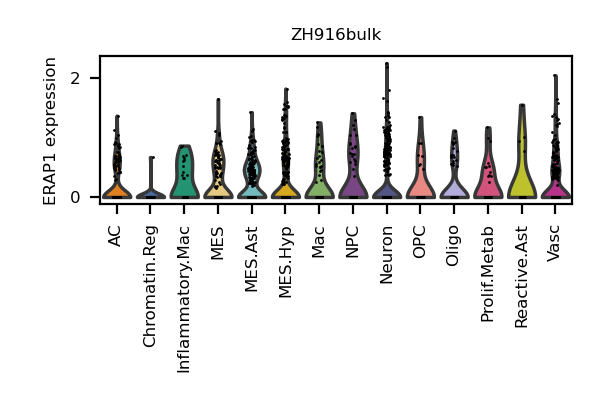 ZH916bulk
ERAP1 expression
2
0
AC
Chromatin.Reg
Inflammatory.Mac
MES
MES.Ast
MES.Hyp
Mac
NPC
Neuron
OPC
Oligo
Prolif.Metab
Reactive.Ast
Vasc